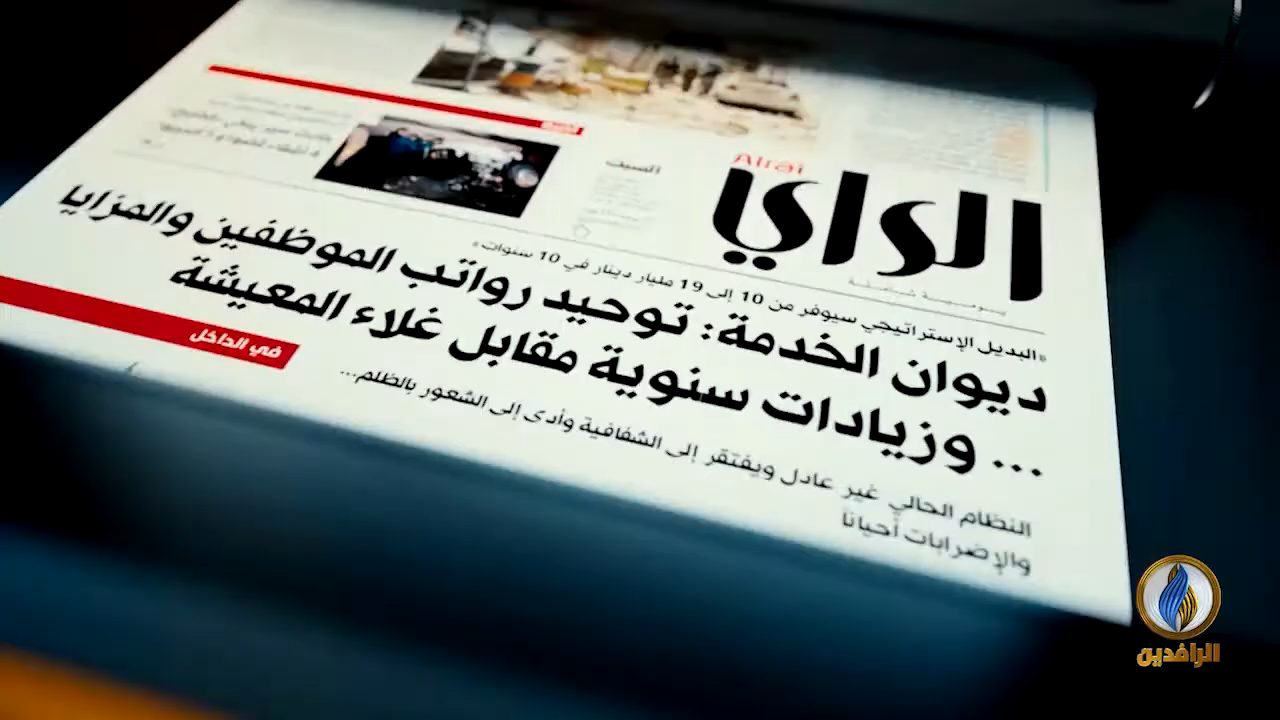 Alrai
الراي
يومية شاملة
السبت
«البديل الإستراتيجي سيوفر من 10 إلى 19 مليار دينار في 10 سنوات»
ديوان الخدمة: توحيد رواتب الموظفين والمزايا
... وزيادات سنوية مقابل غلاء المعيشة
النظام الحالي غير عادل ويفتقر إلى الشفافية وأدى إلى الشعور بالظلم...
والإضرابات أحياناً
في الداخل
الرافدين